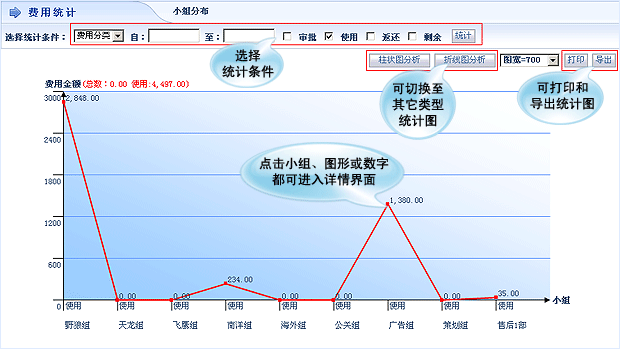 费用统计
小组分布
选择统计条件： 费用分类 自： 至： 审批 使用 返还 剩余 统计
选择
统计条件
柱状图分析 折线图分析 图宽=700 打印 导出
可切换至
其它类型
统计图
可打印和
导出统计图
费用金额(总数：0.00 使用:4,497.00)
3000
2,848.00
2400
点击小组、图形或数字
都可进入详情界面
1800
1,380.00
1200
600
234.00
0.00 0.00 0.00 0.00 0.00 35.00
小组
0 使用 使用 使用 使用 使用 使用 使用 使用 使用
野狼组 天龙组 飞鹰组 南洋组 海外组 公关组 广告组 策划组 售后1部